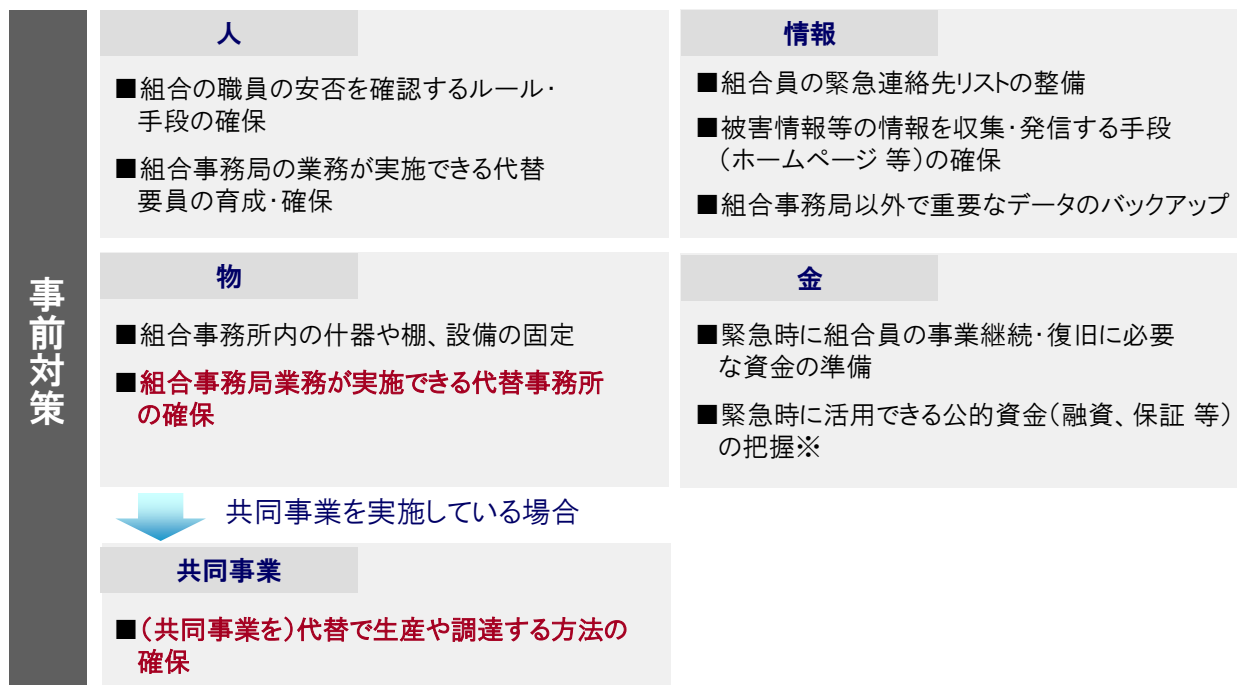 事前対策
人
■組合の職員の安否を確認するルール・
手段の確保
■組合事務局の業務が実施できる代替
要員の育成・確保
情報
■組合員の緊急連絡先リストの整備
■被害情報等の情報を収集・発信する手段
（ホームページ 等）の確保
■組合事務局以外で重要なデータのバックアップ
物
■組合事務所内の什器や棚、設備の固定
■組合事務局業務が実施できる代替事務所
の確保
金
■緊急時に組合員の事業継続・復旧に必要
な資金の準備
■緊急時に活用できる公的資金（融資、保証 等）
の把握※
共同事業を実施している場合
共同事業
■（共同事業を）代替で生産や調達する方法の
確保